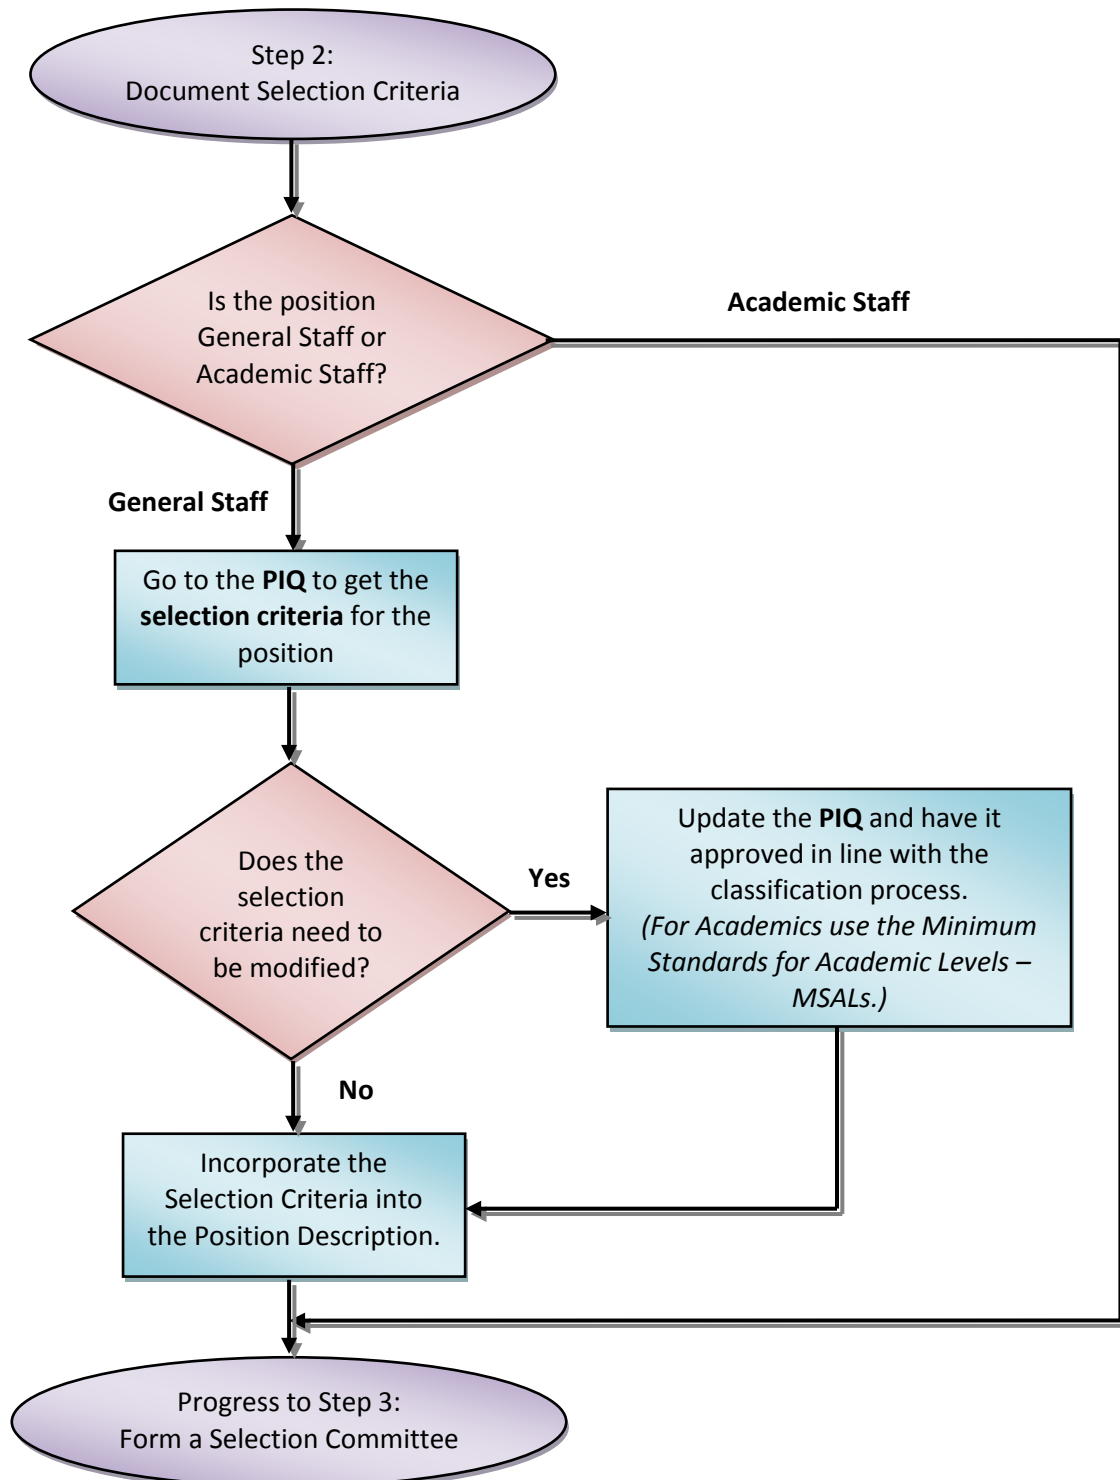 Step 2:
Document Selection Criteria
Is the position
General Staff or
Academic Staff?
Academic Staff
General Staff
Go to the PIQ to get the
selection criteria for the
position
Does the
selection
criteria need to
be modified?
Yes
Update the PIQ and have it
approved in line with the
classification process.
(For Academics use the Minimum
Standards for Academic Levels –
MSALs.)
No
Incorporate the
Selection Criteria into
the Position Description.
Progress to Step 3:
Form a Selection Committee